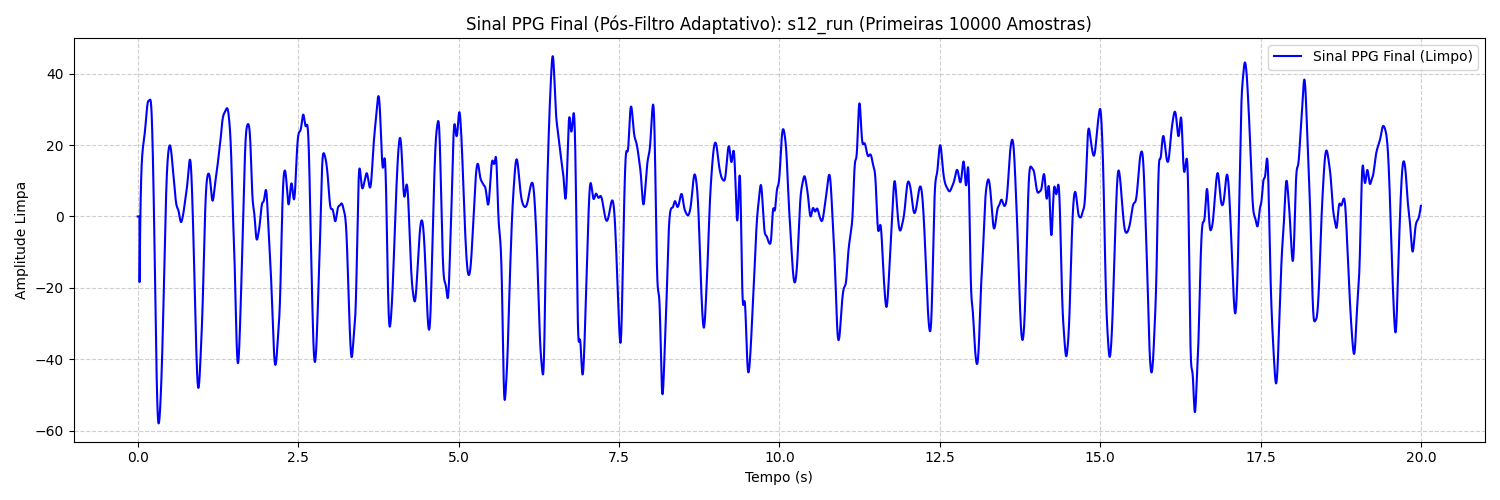 Sinal PPG Final (Pós-Filtro Adaptativo): s12_run (Primeiras 10000 Amostras)
Sinal PPG Final (Limpo)
40
20
0
−20
−40
−60
Amplitude Limpa
0.0 2.5 5.0 7.5 10.0 12.5 15.0 17.5 20.0
Tempo (s)